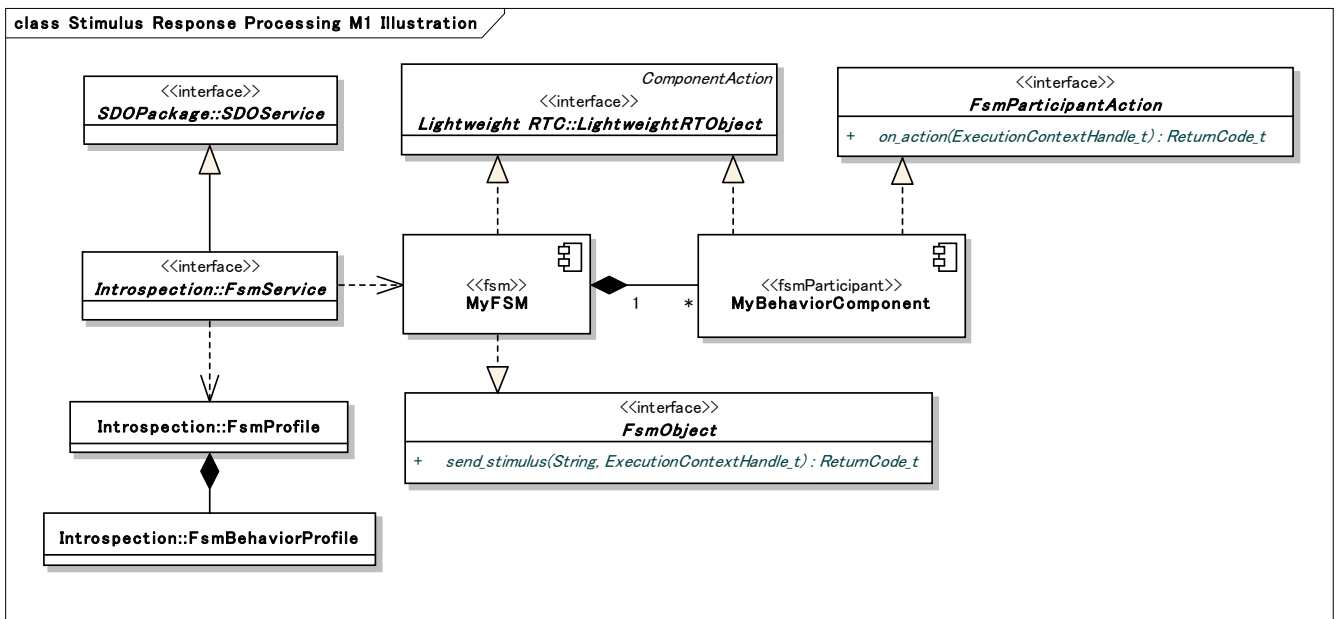 class Stimulus Response Processing M1 Illustration
<<interface>>
SDOPackage::SDOService
ComponentAction
<<interface>>
Lightweight RTC::LightweightRTObject
<<interface>>
FsmParticipantAction
+ on_action(ExecutionContextHandle_t) : ReturnCode_t
<<interface>>
Introspection::FsmService
<<fsm>>
MyFSM
1
*
<<fsmParticipant>>
MyBehaviorComponent
Introspection::FsmProfile
<<interface>>
FsmObject
+ send_stimulus(String, ExecutionContextHandle_t) : ReturnCode_t
Introspection::FsmBehaviorProfile